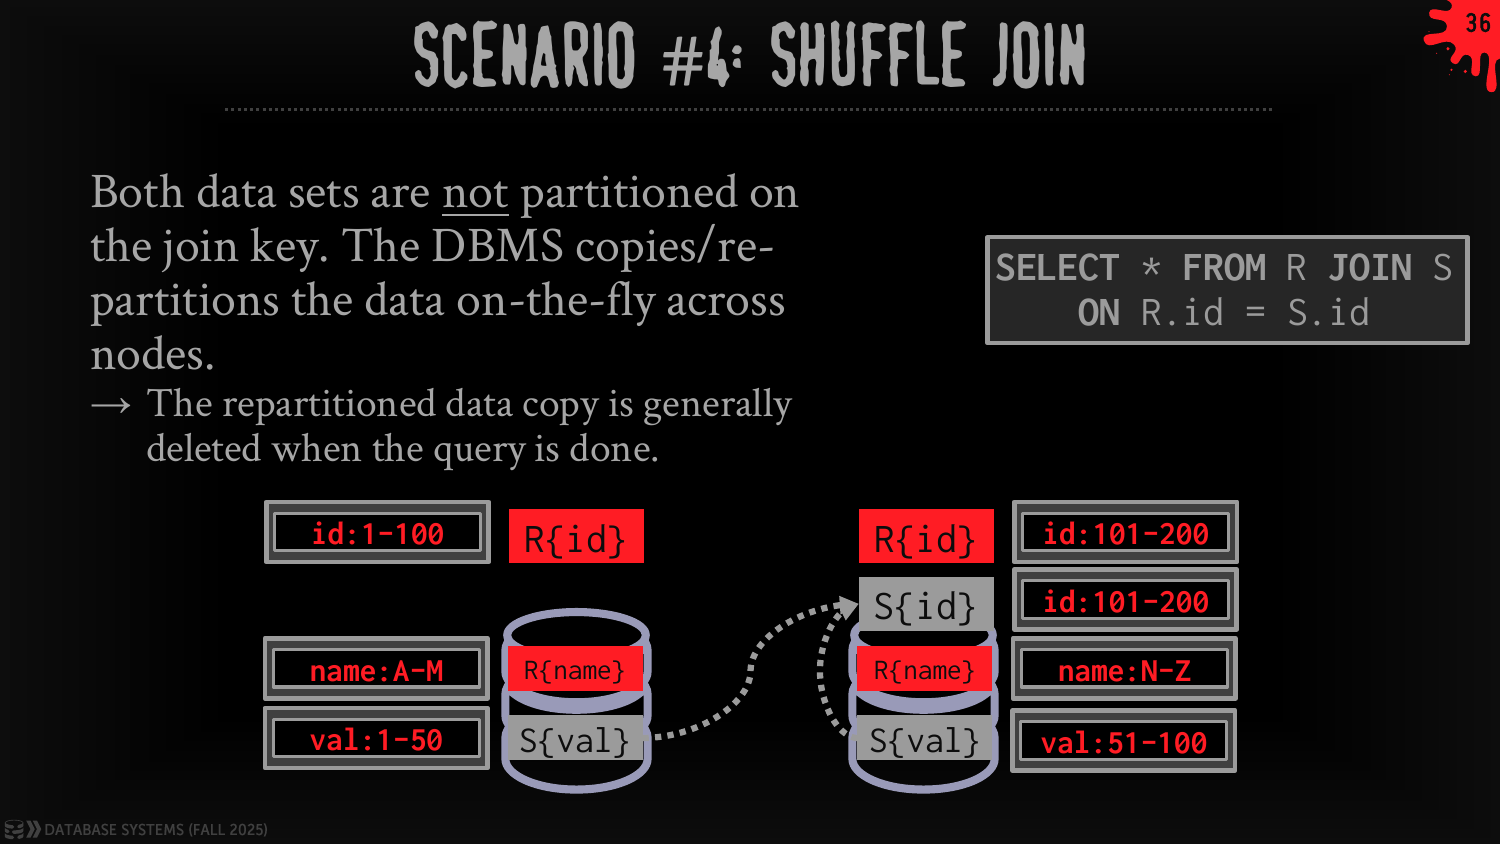 SCENARIO #4: SHUFFLE JOIN
36
Both data sets are not partitioned on
the join key. The DBMS copies/re-
partitions the data on-the-fly across
nodes.
→ The repartitioned data copy is generally
deleted when the query is done.
SELECT * FROM R JOIN S
ON R.id = S.id
id:1-100
R{id}
R{id}
id:101-200
S{id}
id:101-200
name:A-M
R{name}
R{name}
name:N-Z
val:1-50
S{val}
S{val}
val:51-100
DATABASE SYSTEMS (FALL 2025)